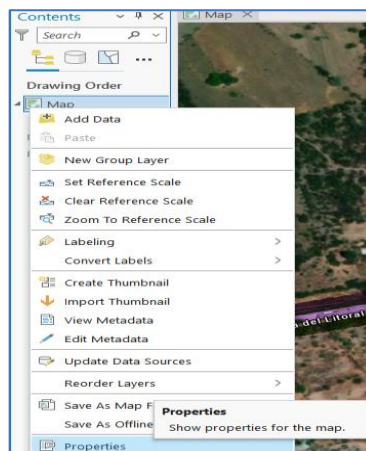 Contents
Map
Search
Drawing Order
Map
Add Data
Paste
New Group Layer
Set Reference Scale
Clear Reference Scale
Zoom To Reference Scale
Labeling
Convert Labels
Create Thumbnail
Import Thumbnail
View Metadata
Edit Metadata
Update Data Sources
Reorder Layers
Save As Map F
Save As Offline
Properties
Properties
Show properties for the map.
del Litoral